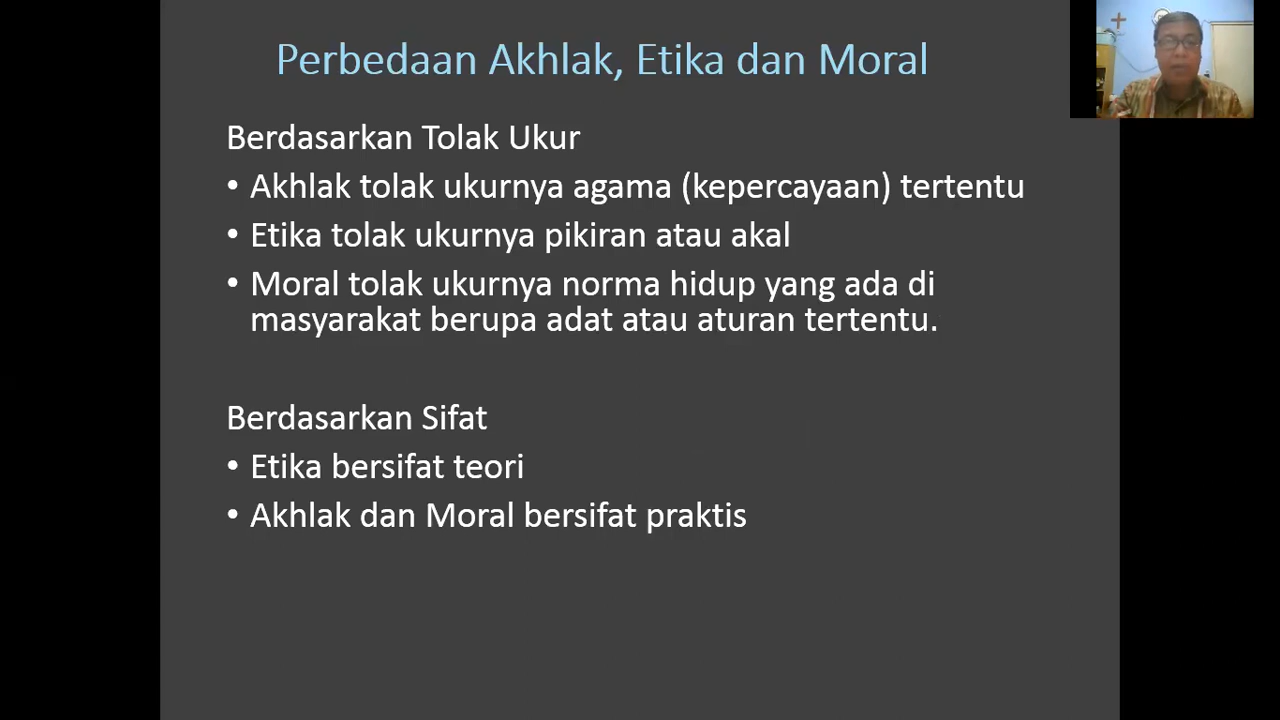 Perbedaan Akhlak, Etika dan Moral
Berdasarkan Tolak Ukur
• Akhlak tolak ukurnya agama (kepercayaan) tertentu
• Etika tolak ukurnya pikiran atau akal
• Moral tolak ukurnya norma hidup yang ada di
masyarakat berupa adat atau aturan tertentu.
Berdasarkan Sifat
• Etika bersifat teori
• Akhlak dan Moral bersifat praktis